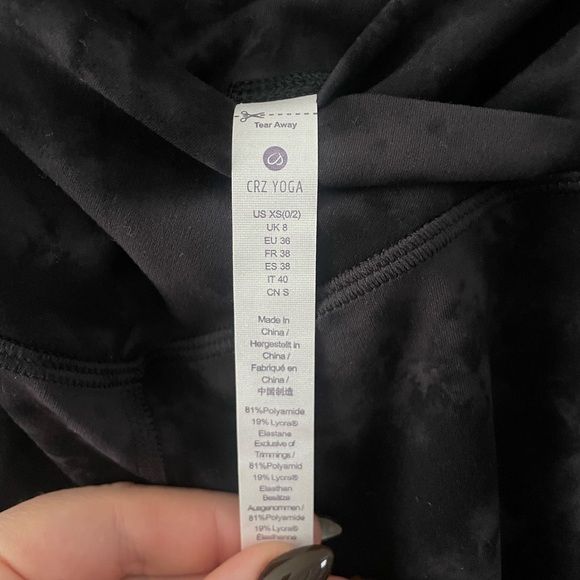 Tear Away
CRZ YOGA
US XS(0/2)
UK 8
EU 36
FR 38
ES 38
IT 40
CN S
Made In
China /
Hergestellt in
China /
Fabriqué en
China /
中国制造
81%Polyamide
19% Lycra®
Elastane
Exclusive of
Trimmings /
81%Polyamid
19% Lycra®
Elasthan
Besätze
Ausgenommen /
81%Polyamide
19% Lycra®
Elasthanne